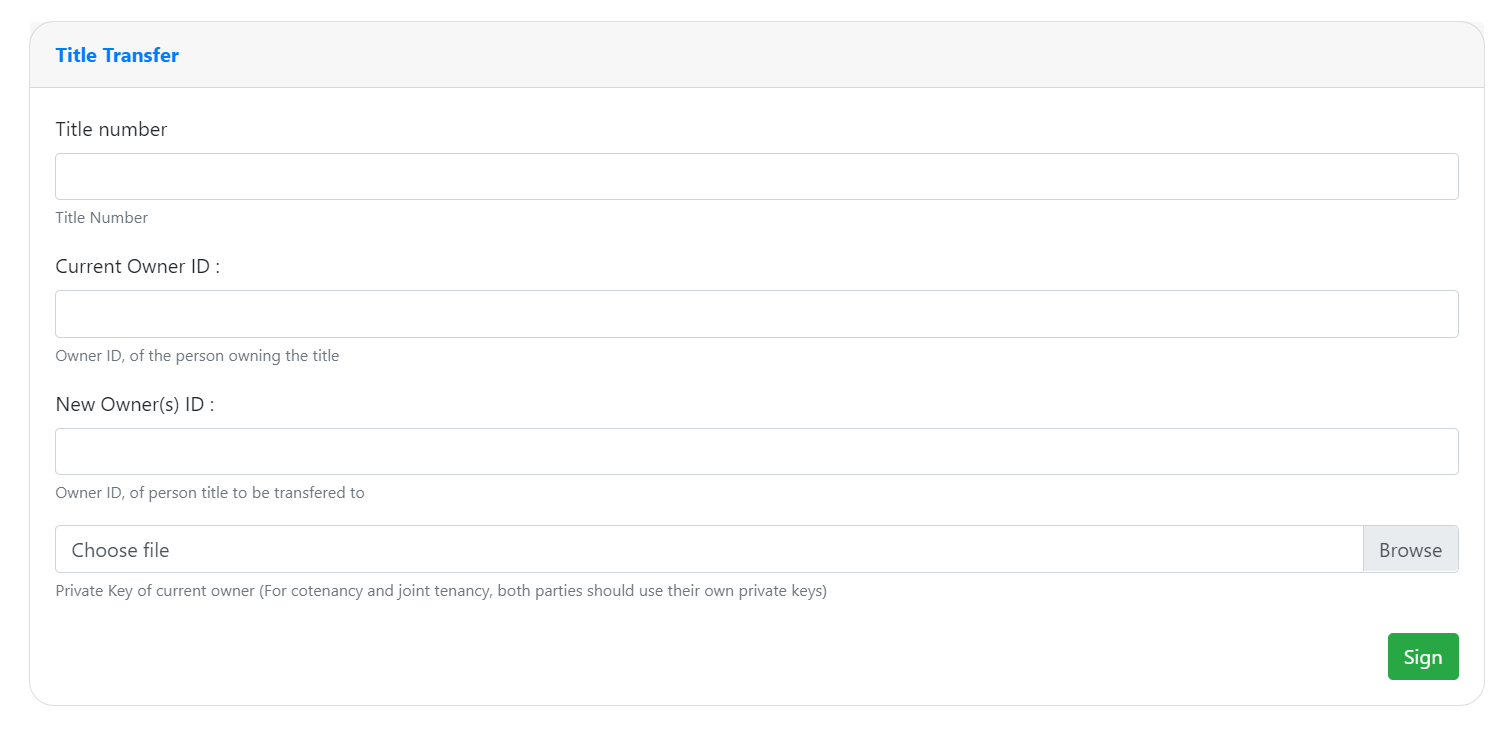 Title Transfer
Title number
Title Number
Current Owner ID :
Owner ID, of the person owning the title
New Owner(s) ID :
Owner ID, of person title to be transfered to
Choose file
Browse
Private Key of current owner (For cotenancy and joint tenancy, both parties should use their own private keys)
Sign